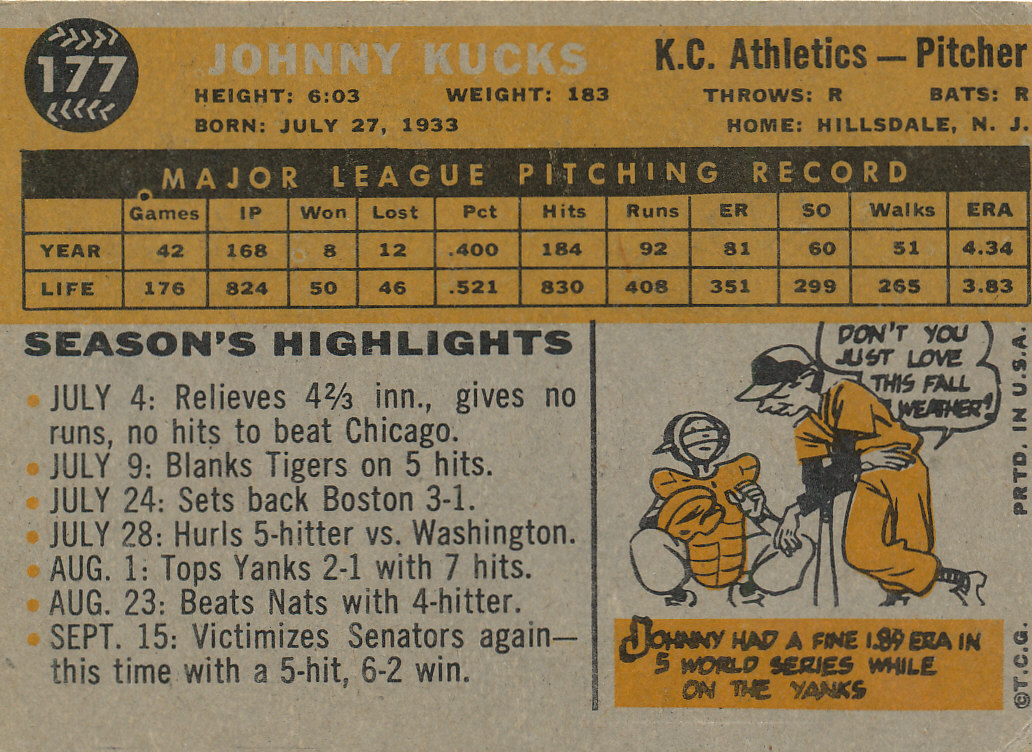 177
JOHNNY KUCKS
K.C. Athletics — Pitcher
HEIGHT: 6:03 WEIGHT: 183 THROWS: R BATS: R
BORN: JULY 27, 1933 HOME: HILLSDALE, N. J.
MAJOR LEAGUE PITCHING RECORD
Games IP Won Lost Pct Hits Runs ER SO Walks ERA
YEAR 42 168 8 12 .400 184 92 81 60 51 4.34
LIFE 176 824 50 46 .521 830 408 351 299 265 3.83
SEASON'S HIGHLIGHTS
• JULY 4: Relieves 4⅔ inn., gives no
runs, no hits to beat Chicago.
• JULY 9: Blanks Tigers on 5 hits.
• JULY 24: Sets back Boston 3-1.
• JULY 28: Hurls 5-hitter vs. Washington.
• AUG. 1: Tops Yanks 2-1 with 7 hits.
• AUG. 23: Beats Nats with 4-hitter.
• SEPT. 15: Victimizes Senators again—
this time with a 5-hit, 6-2 win.
DON'T YOU
JUST LOVE
THIS FALL
WEATHER?
JOHNNY HAD A FINE 1.89 ERA IN
5 WORLD SERIES WHILE
ON THE YANKS
PRTD. IN U.S.A.
©T.C.G.